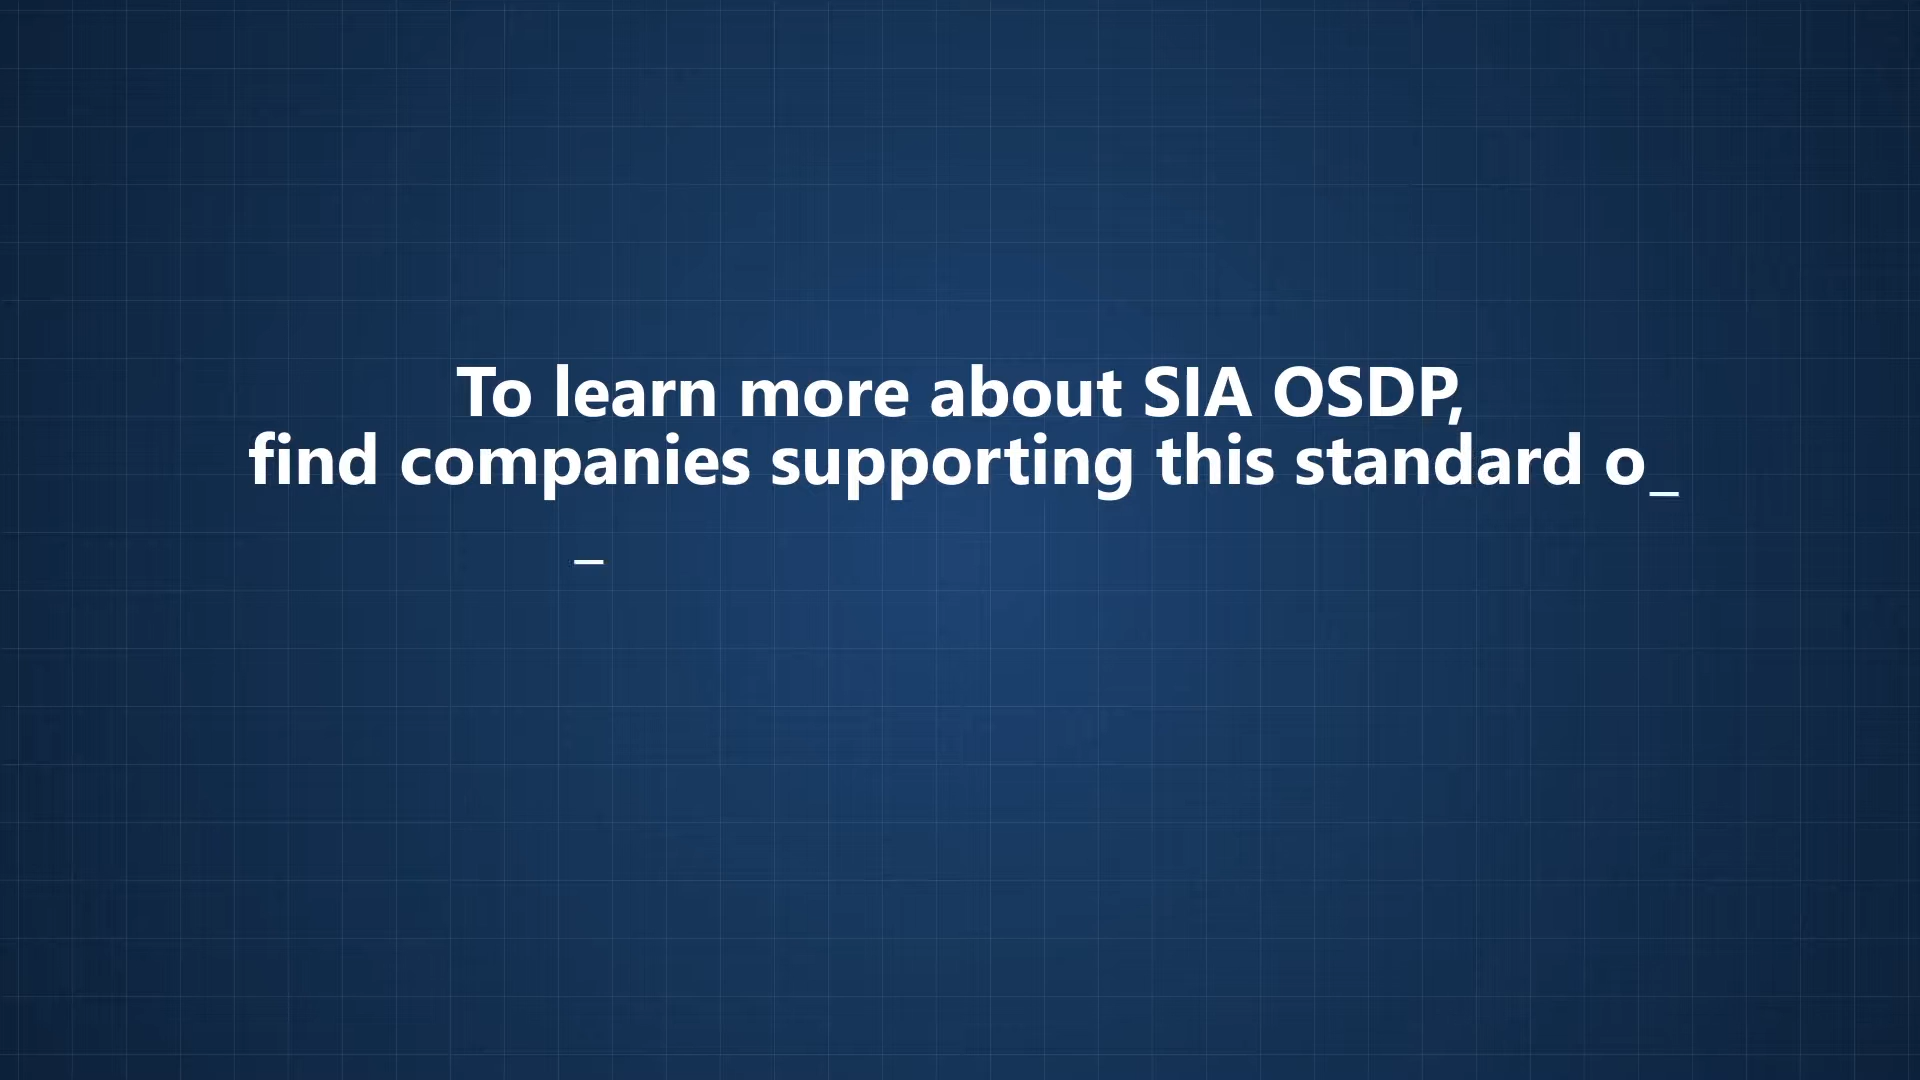 To learn more about SIA OSDP,
find companies supporting this standard o_
_